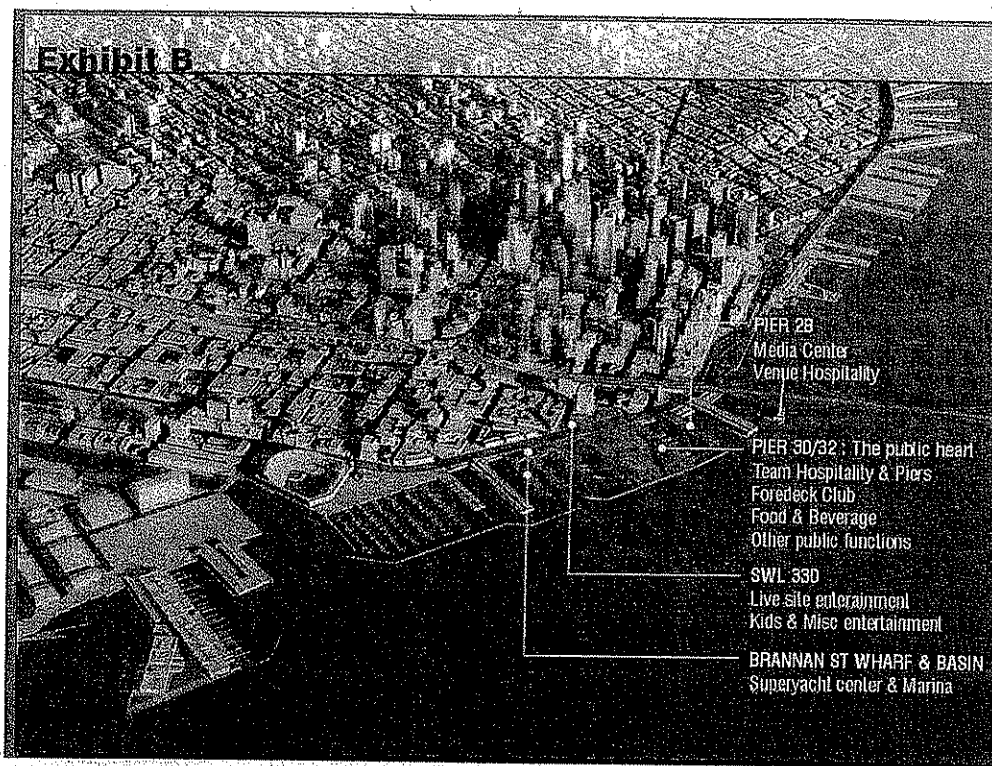 Exhibit B
PIER 28
Media Center
Venue Hospitality
PIER 30/32 : The public heart
Team Hospitality & Piers
Foredeck Club
Food & Beverage
Other public functions
SWL 330
Live site enterainment
Kids & Misc entertainment
BRANNAN ST WHARF & BASIN
Superyacht center & Marina